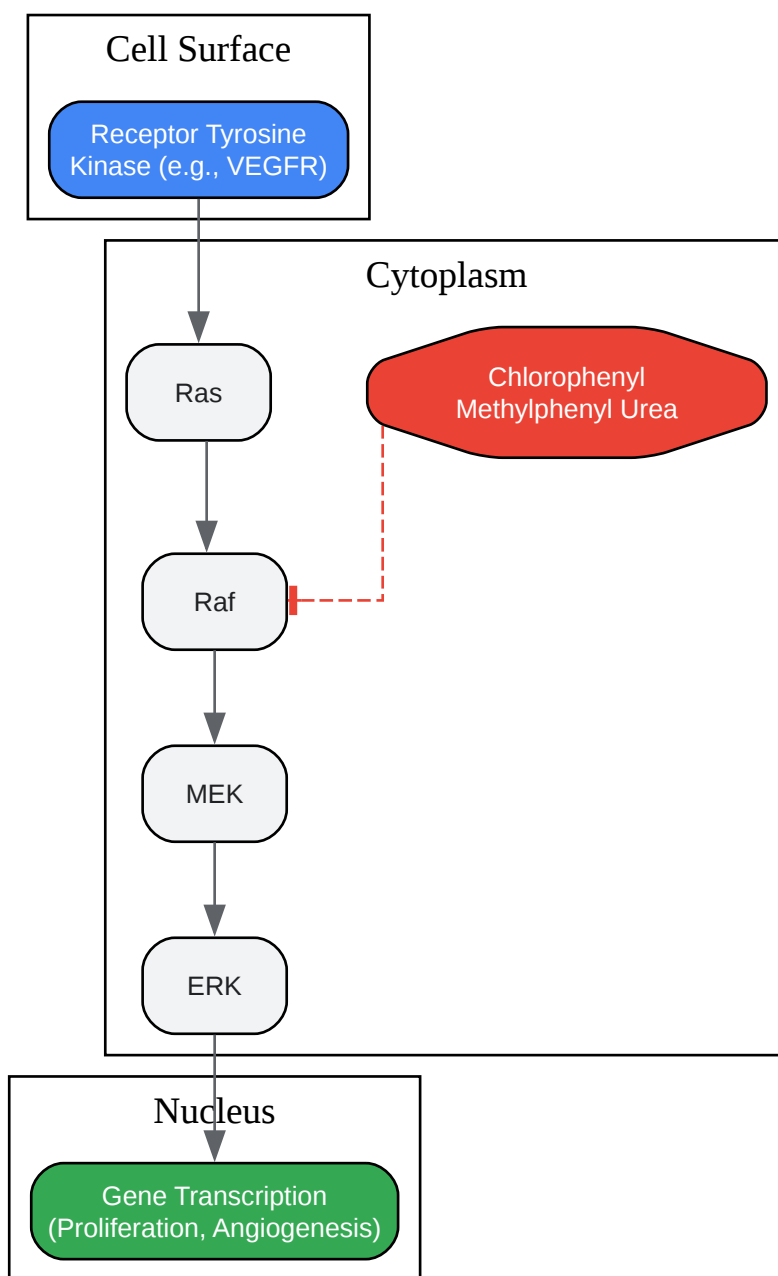 Cell Surface
Receptor Tyrosine
Kinase (e.g., VEGFR)
Cytoplasm
Chlorophenyl
Methylphenyl Urea
Ras
Raf
MEK
ERK
Nucleus
Gene Transcription
(Proliferation, Angiogenesis)